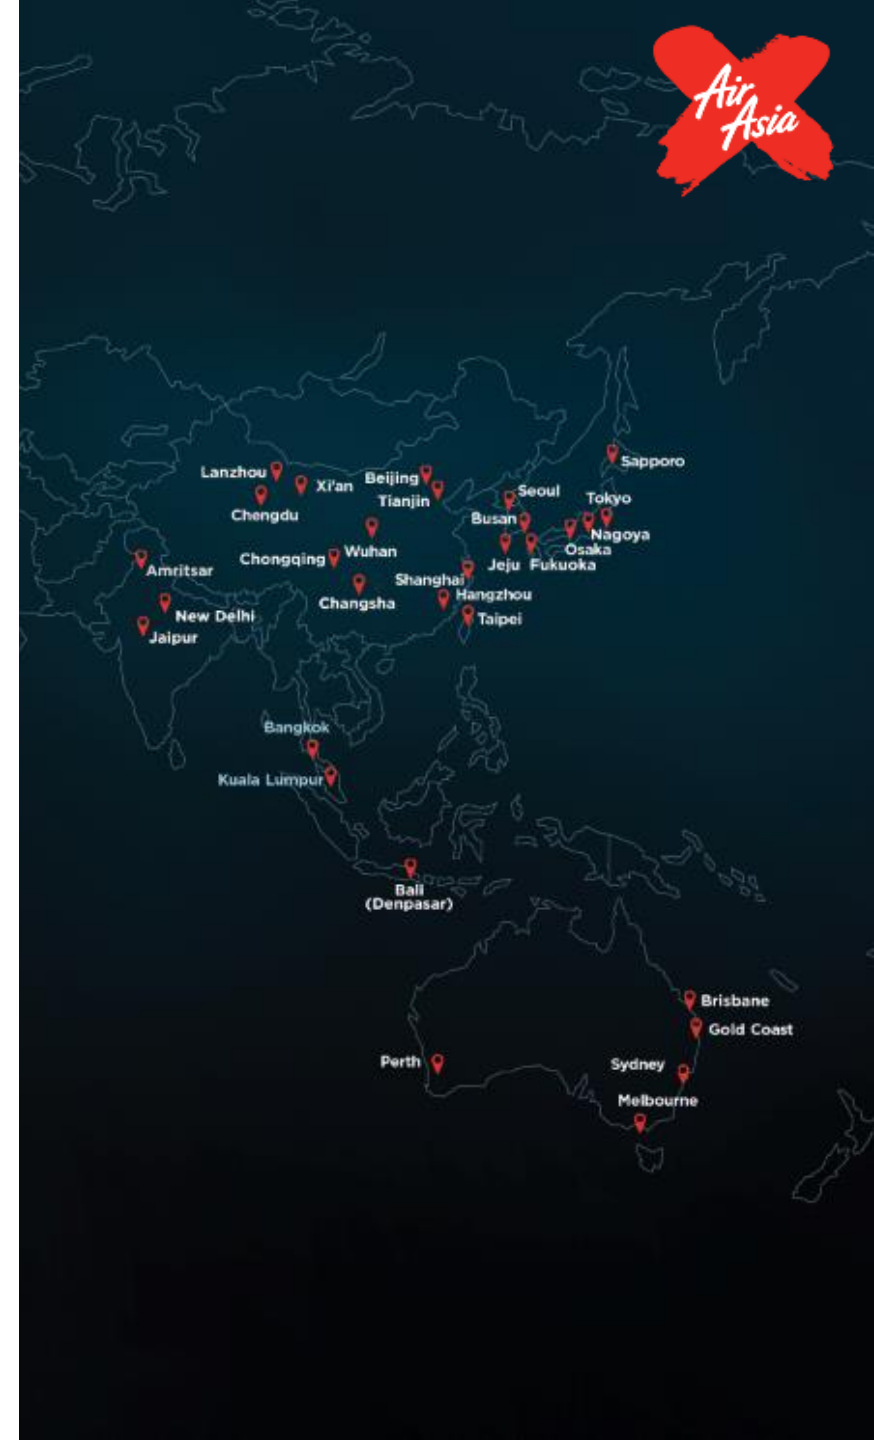 Air
Asia
Sapporo
Lanzhou
Xi'an
Beijing
Tianjin
Seoul
Tokyo
Chengdu
Busan
Nagoya
Osaka
Wuhan
Chongqing
Jeju
Fukuoka
Amritsar
Shanghai
Hangzhou
Changsha
New Delhi
Taipei
Jaipur
Bangkok
Kuala Lumpur
Bali
(Denpasar)
Brisbane
Gold Coast
Perth
Sydney
Melbourne